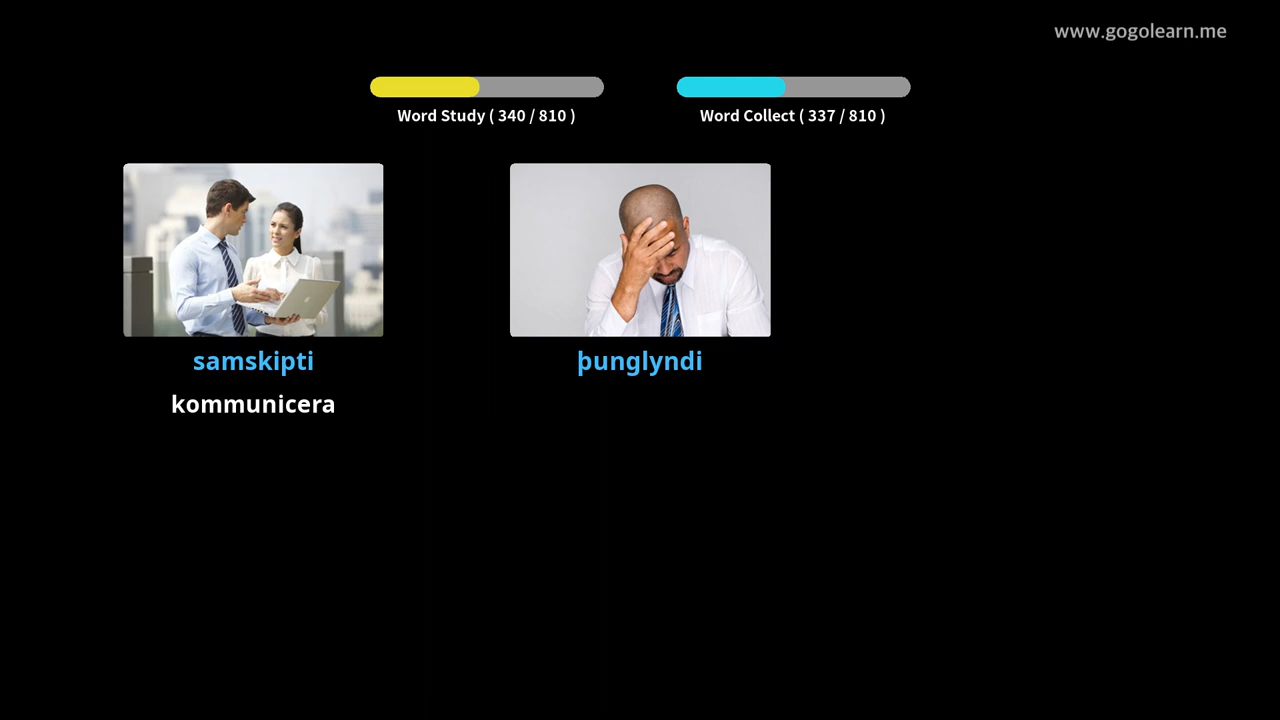 www.gogolearn.me
Word Study ( 340 / 810 )
Word Collect ( 337 / 810 )
samskipti
þunglyndi
kommunicera